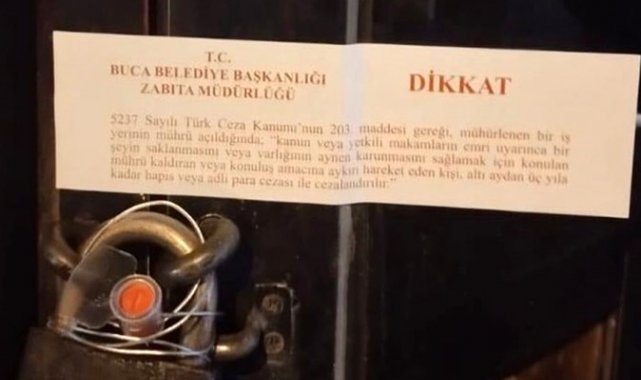 T.C.
BUCA BELEDİYE BAŞKANLIĞI
ZABITA MÜDÜRLÜĞÜ
DİKKAT
5237 Sayılı Türk Ceza Kanunu'nun 203. maddesi gereği, mühürlenen bir iş
yerinin mührü açıldığında; "kanun veya yetkili makamların emri uyarınca bir
şeyin saklanmasını veya varlığının aynen karunmasını sağlamak için konulan
mührü kaldıran veya konuluş amacına aykırı hareket eden kişi, altı aydan üç yıla
kadar hapis veya adli para cezası ile cezalandırılır."